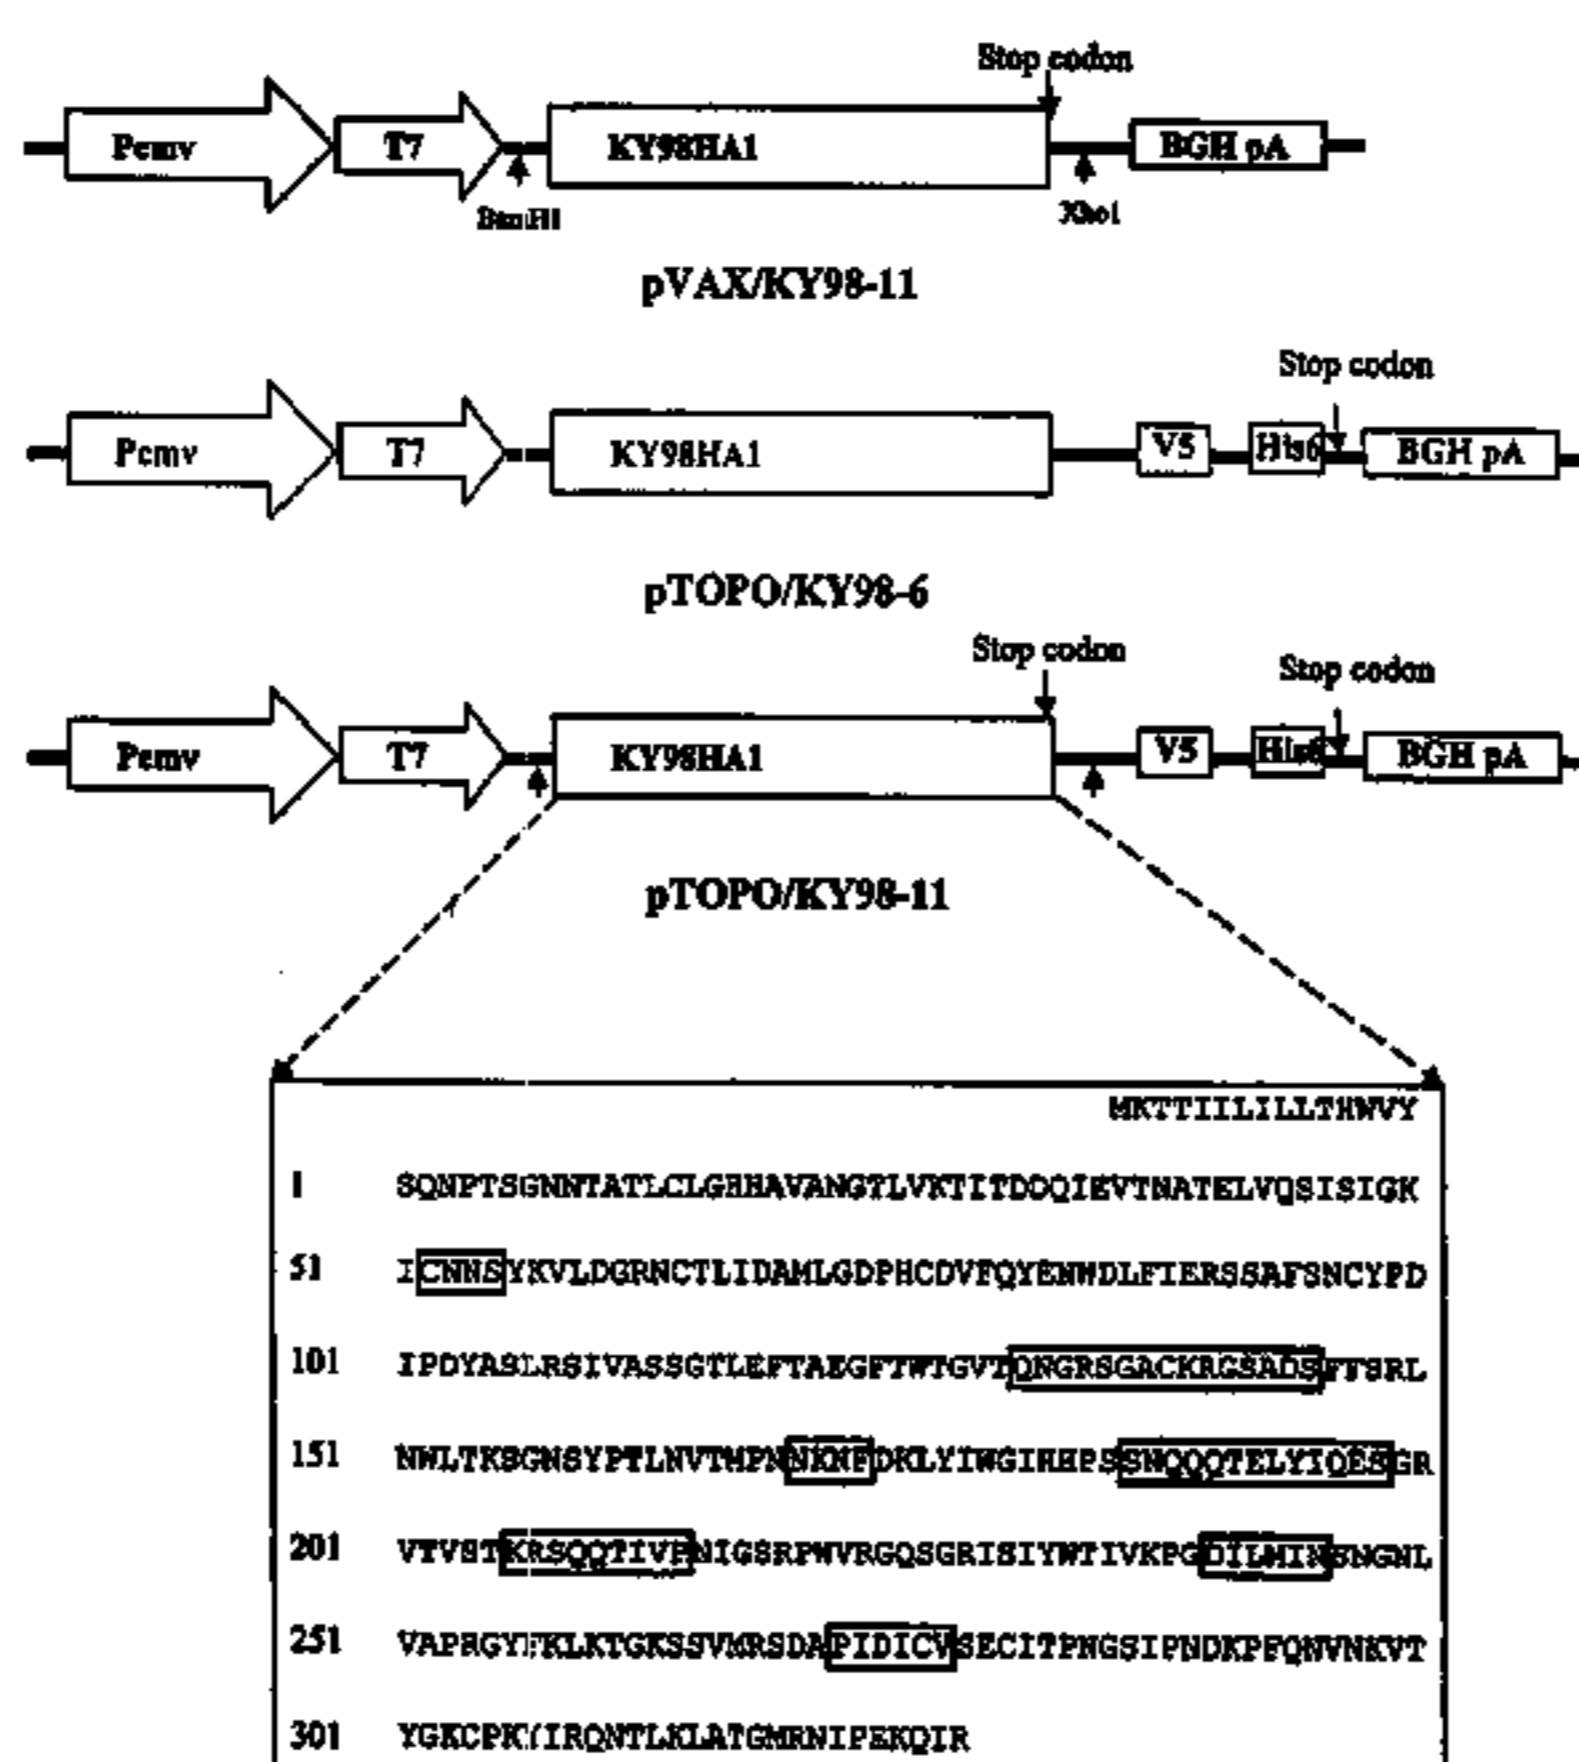 Stop codon
Pcmv T7 KY98HA1 BGH pA
BamHI XhoI
pVAX/KY98-11
Stop codon
Pcmv T7 KY98HA1 V5 His6 BGH pA
pTOPO/KY98-6
Stop codon Stop codon
Pcmv T7 KY98HA1 V5 His6 BGH pA
pTOPO/KY98-11
MKTTIILILLTHWVY
1 SQNPTSGNNTATLCLGHHAVANGTLVKTITDDQIEVTNATELVQSISIGK
51 ICNNSYKVLDGRNCTLIDAMLGDPHCDVFQYENWDLFIERSSAFSNCYPD
101 IPDYASLRSIVASSGTLEFTAEGFTWTGVTQNGRSGACKRGSADSFFSRL
151 NWLTKSGNSYPTLNVTMPNNKNFDKLYIWGIHHPSSNQQQTELYIQESGR
201 VTVSTKRSQQTIVPNIGSRPWVRGQSGRISIYWTIVKPGDILMINSNGNL
251 VAPRGYFKLKTGKSSVMRSDAPIDICVSECITPNGSIPNDKPFQNVNKVT
301 YGKCPKYIRQNTLKLATGMRNIPEKQIR